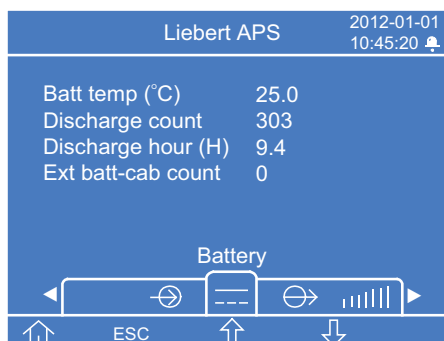 Liebert APS
2012-01-01
10:45:20
Batt temp (°C) 25.0
Discharge count 303
Discharge hour (H) 9.4
Ext batt-cab count 0
Battery
ESC